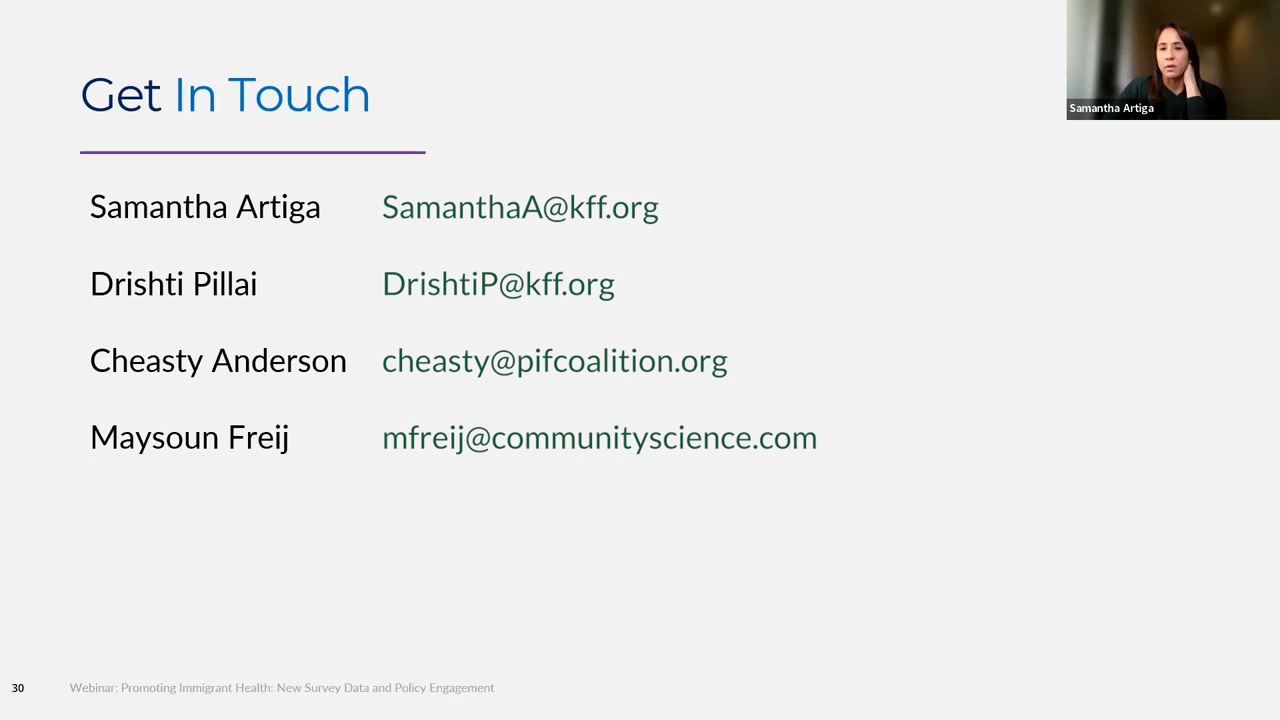 Get In Touch
Samantha Artiga
Samantha Artiga SamanthaA@kff.org
Drishti Pillai DrishtiP@kff.org
Cheasty Anderson cheasty@pifcoalition.org
Maysoun Freij mfreij@communityscience.com
30 Webinar: Promoting Immigrant Health: New Survey Data and Policy Engagement